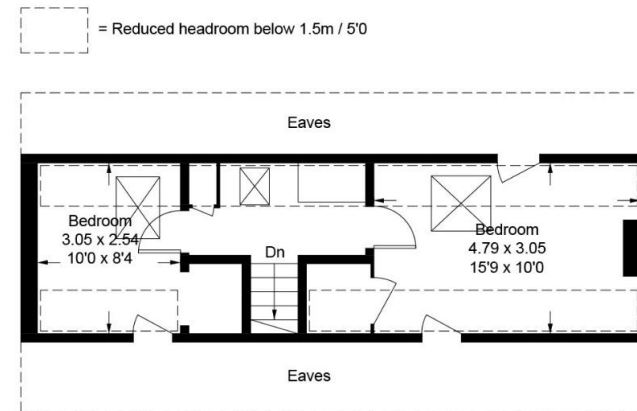 = Reduced headroom below 1.5m / 5'0
Eaves
Bedroom
3.05 x 2.54
10'0 x 8'4
Dn
Bedroom
4.79 x 3.05
15'9 x 10'0
Eaves